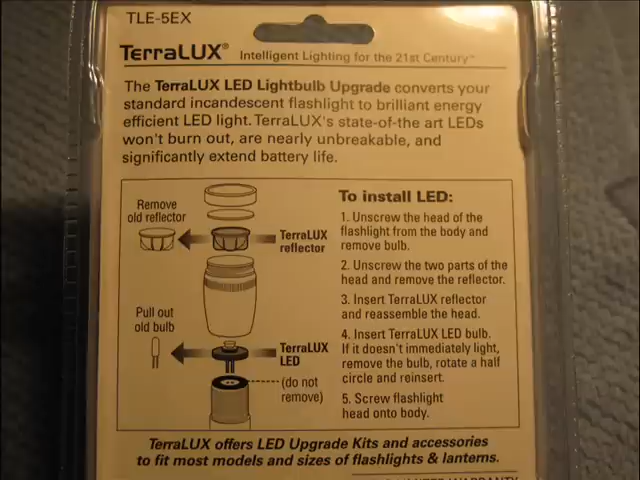 TLE-5EX
TerraLUX® Intelligent Lighting for the 21st Century™
The TerraLUX LED Lightbulb Upgrade converts your
standard incandescent flashlight to brilliant energy
efficient LED light. TerraLUX's state-of-the art LEDs
won't burn out, are nearly unbreakable, and
significantly extend battery life.
Remove
old reflector
TerraLUX
reflector
Pull out
old bulb
TerraLUX
LED
(do not
remove)
To install LED:
1. Unscrew the head of the
flashlight from the body and
remove bulb.
2. Unscrew the two parts of the
head and remove the reflector.
3. Insert TerraLUX reflector
and reassemble the head.
4. Insert TerraLUX LED bulb.
If it doesn't immediately light,
remove the bulb, rotate a half
circle and reinsert.
5. Screw flashlight
head onto body.
TerraLUX offers LED Upgrade Kits and accessories
to fit most models and sizes of flashlights & lanterns.